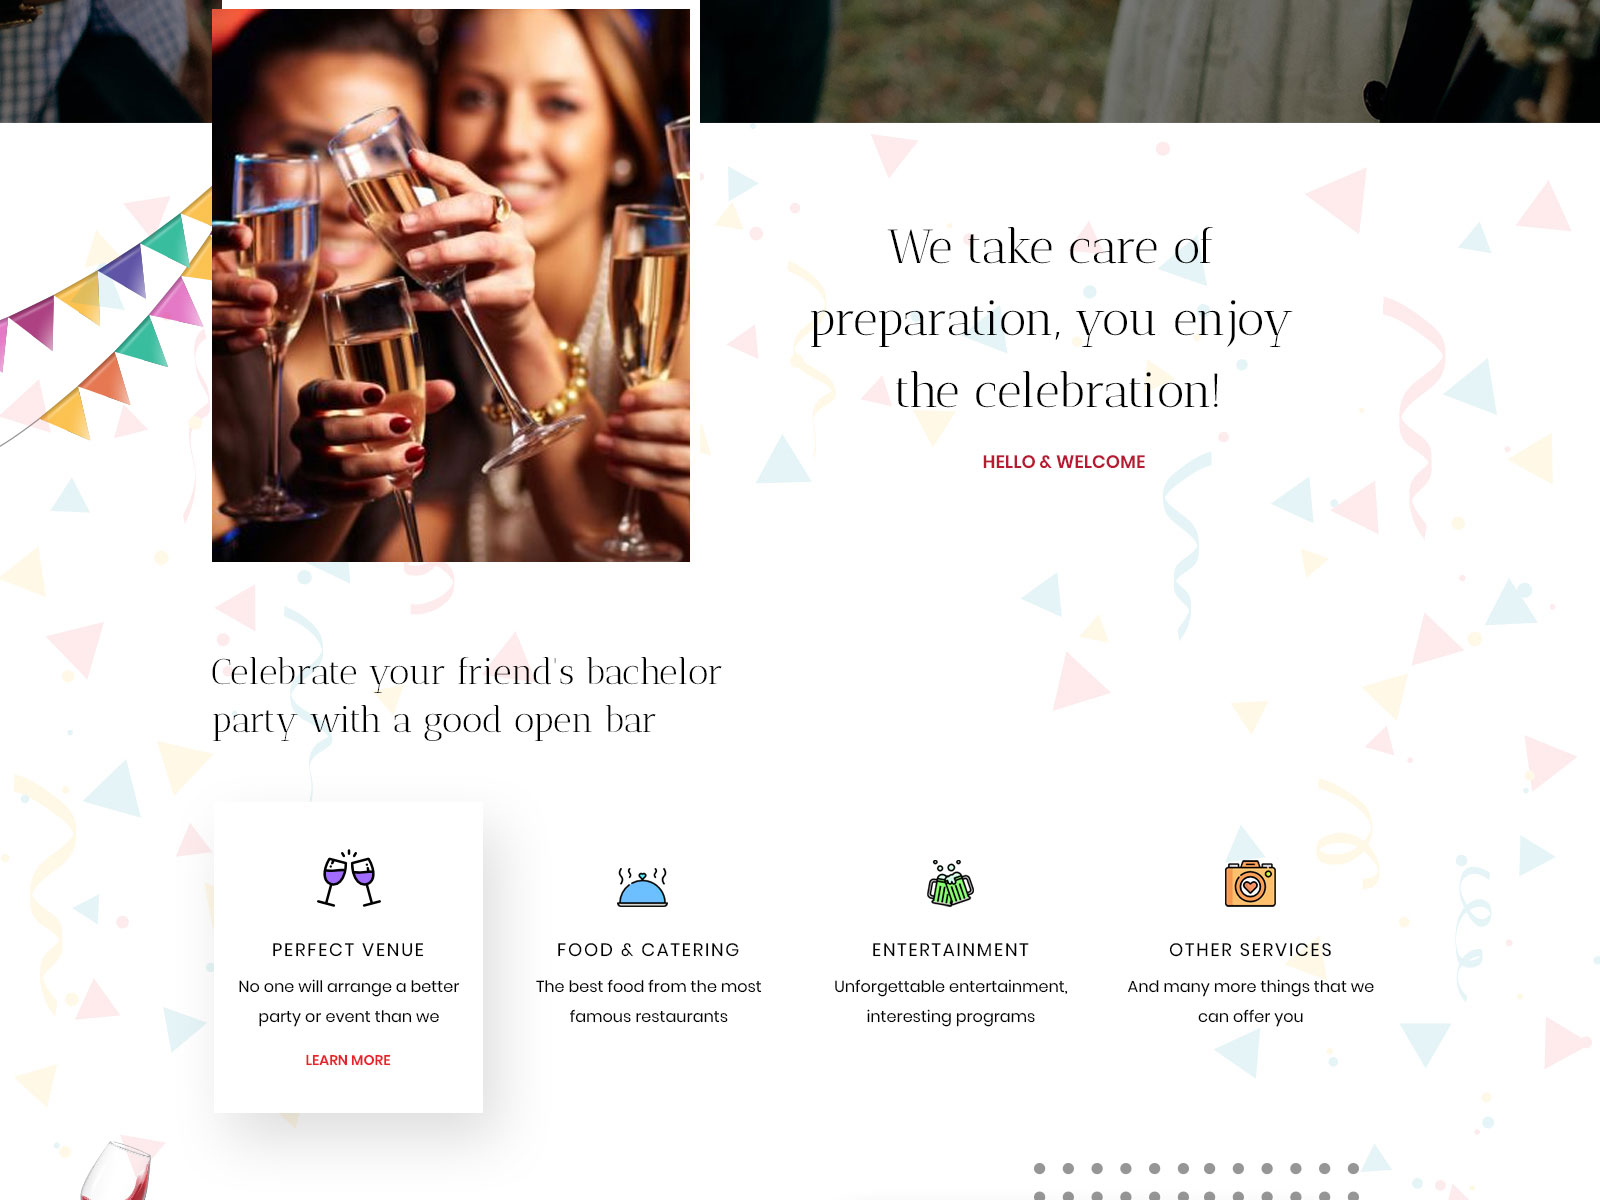 We take care of
preparation, you enjoy
the celebration!
HELLO & WELCOME
Celebrate your friend's bachelor
party with a good open bar
PERFECT VENUE
No one will arrange a better
party or event than we
LEARN MORE
FOOD & CATERING
The best food from the most
famous restaurants
ENTERTAINMENT
Unforgettable entertainment,
interesting programs
OTHER SERVICES
And many more things that we
can offer you